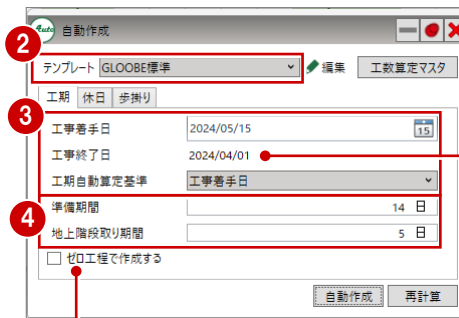 Auto 自動作成
2
テンプレート GLOOBE標準 編集 工数算定マスタ
工期 休日 歩掛り
3
工事着手日 2024/05/15 15
工事終了日 2024/04/01
工期自動算定基準 工事着手日
4
準備期間 14 日
地上階段取り期間 5 日
ゼロ工程で作成する
自動作成 再計算